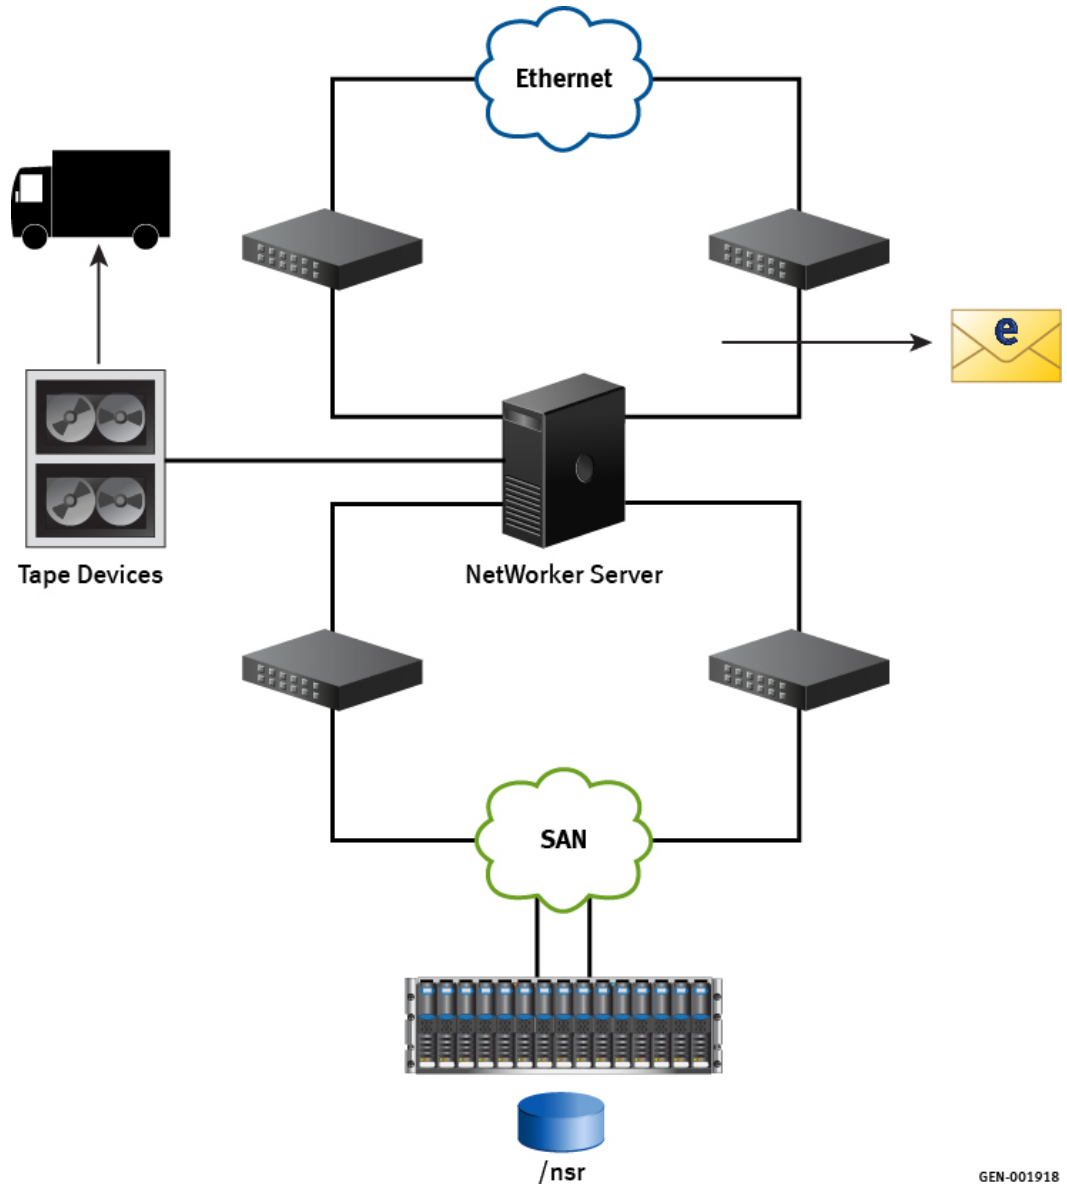 Ethernet
e
Tape Devices
NetWorker Server
SAN
/nsr
GEN-001918